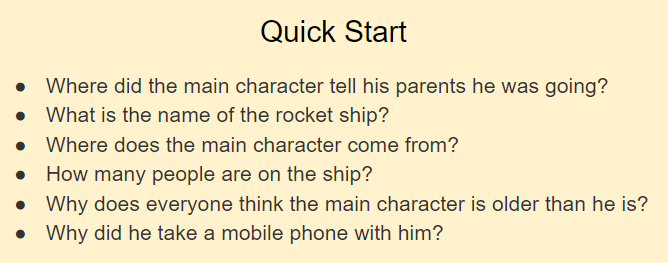 Quick Start
● Where did the main character tell his parents he was going?
● What is the name of the rocket ship?
● Where does the main character come from?
● How many people are on the ship?
● Why does everyone think the main character is older than he is?
● Why did he take a mobile phone with him?